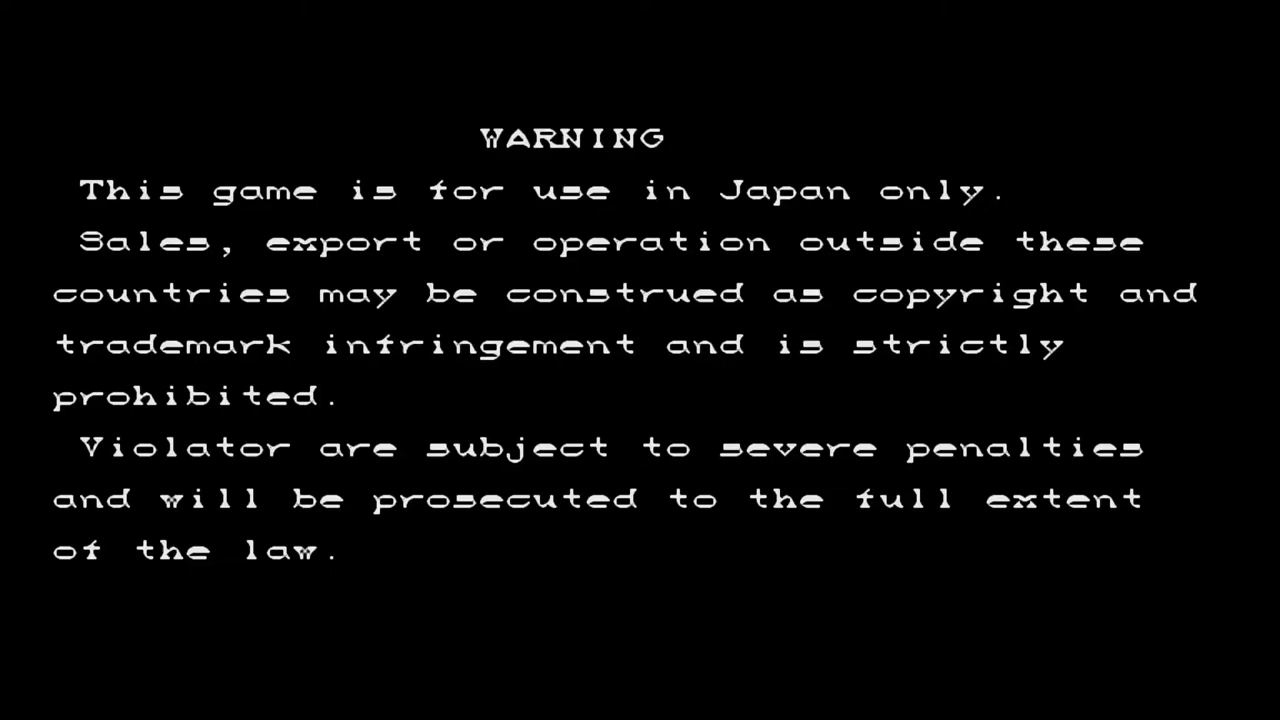 WARNING
This game is for use in Japan only.
Sales, export or operation outside these
countries may be construed as copyright and
trademark infringement and is strictly
prohibited.
Violator are subject to severe penalties
and will be prosecuted to the full extent
of the law.